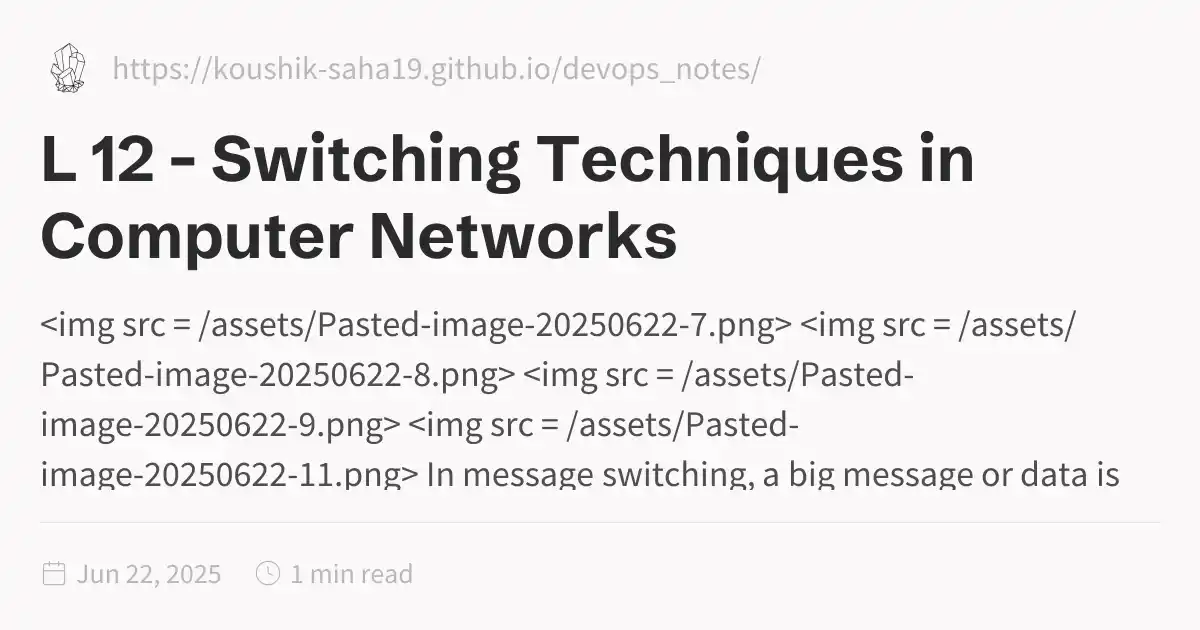 https://koushik-saha19.github.io/devops_notes/
L 12 - Switching Techniques in
Computer Networks
<img src = /assets/Pasted-image-20250622-7.png> <img src = /assets/
Pasted-image-20250622-8.png> <img src = /assets/Pasted-
image-20250622-9.png> <img src = /assets/Pasted-
image-20250622-11.png> In message switching, a big message or data is
Jun 22, 2025 1 min read